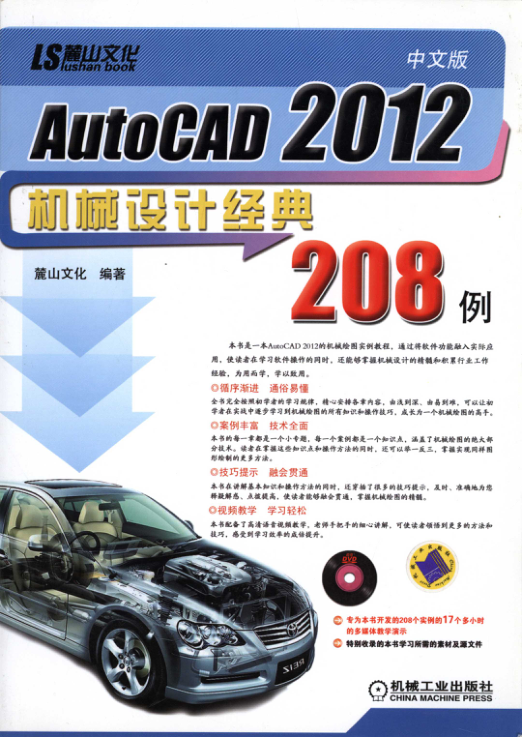 LS麓山文化
lushan book
中文版
AutoCAD 2012
机械设计经典
208例
麓山文化 编著
本书是一本AutoCAD 2012的机械绘图实例教程，通过将软件功能融入实际应
用，使读者在学习软件操作的同时，还能够掌握机械设计的精髓和积累行业工作
经验，为用而学，学以致用。
◎循序渐进 通俗易懂
全书完全按照初学者的学习规律，精心安排各章内容，由浅到深、由易到难，可以让初
学者在实战中逐步学习到机械绘图的所有知识和操作技巧，成长为一个机械绘图的高手。
◎案例丰富 技术全面
本书的每一章都是一个小专题，每一个案例都是一个知识点，涵盖了机械绘图的绝大部
分技术。读者在掌握这些知识点和操作方法的同时，还可以举一反三，掌握实现同样图
形绘制的更多方法。
◎技巧提示 融会贯通
本书在讲解基本知识和操作方法的同时，还穿插了很多的技巧提示，及时、准确地为您
释疑解惑、点拨提高，使读者能够融会贯通，掌握机械绘图的精髓。
◎视频教学 学习轻松
本书配备了高清语音视频教学，老师手把手的细心讲解，可使读者领悟到更多的方法和
技巧，感受到学习效率的成倍提升。
DVD
专为本书开发的208个实例的17个多小时
的多媒体教学演示
特别收录的本书学习所需的素材及源文件
机械工业出版社
CHINA MACHINE PRESS